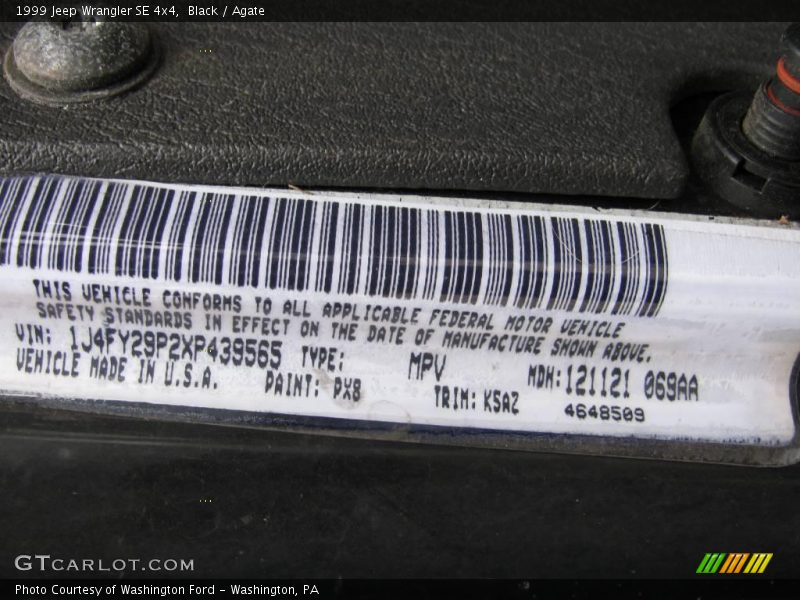 1999 Jeep Wrangler SE 4x4, Black / Agate
THIS VEHICLE CONFORMS TO ALL APPLICABLE FEDERAL MOTOR VEHICLE
SAFETY STANDARDS IN EFFECT ON THE DATE OF MANUFACTURE SHOWN ABOVE.
VIN: 1J4FY29P2XP439565 TYPE: MPV MDH: 121121 069AA
VEHICLE MADE IN U.S.A. PAINT: PX8 TRIM: K5AZ 4648509
GTCARLOT.COM
Photo Courtesy of Washington Ford - Washington, PA